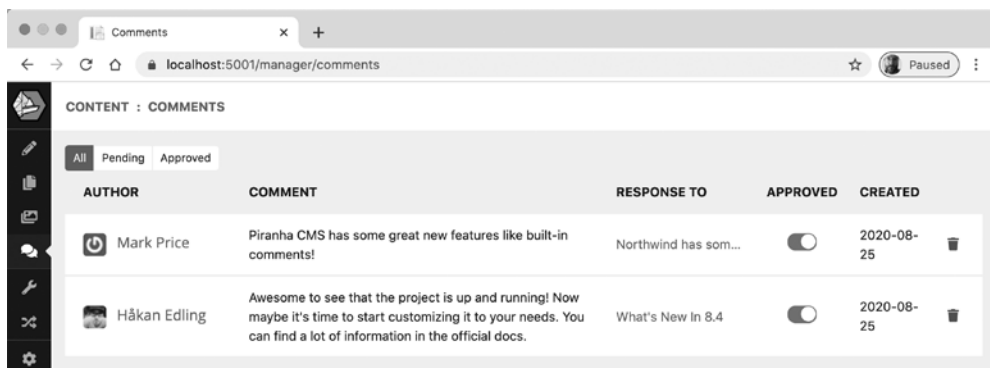 Comments
localhost:5001/manager/comments
Paused
CONTENT : COMMENTS
All Pending Approved
AUTHOR COMMENT RESPONSE TO APPROVED CREATED
Mark Price
Piranha CMS has some great new features like built-in
comments!
Northwind has som...
2020-08-
25
Håkan Edling
Awesome to see that the project is up and running! Now
maybe it's time to start customizing it to your needs. You
can find a lot of information in the official docs.
What's New In 8.4
2020-08-
25